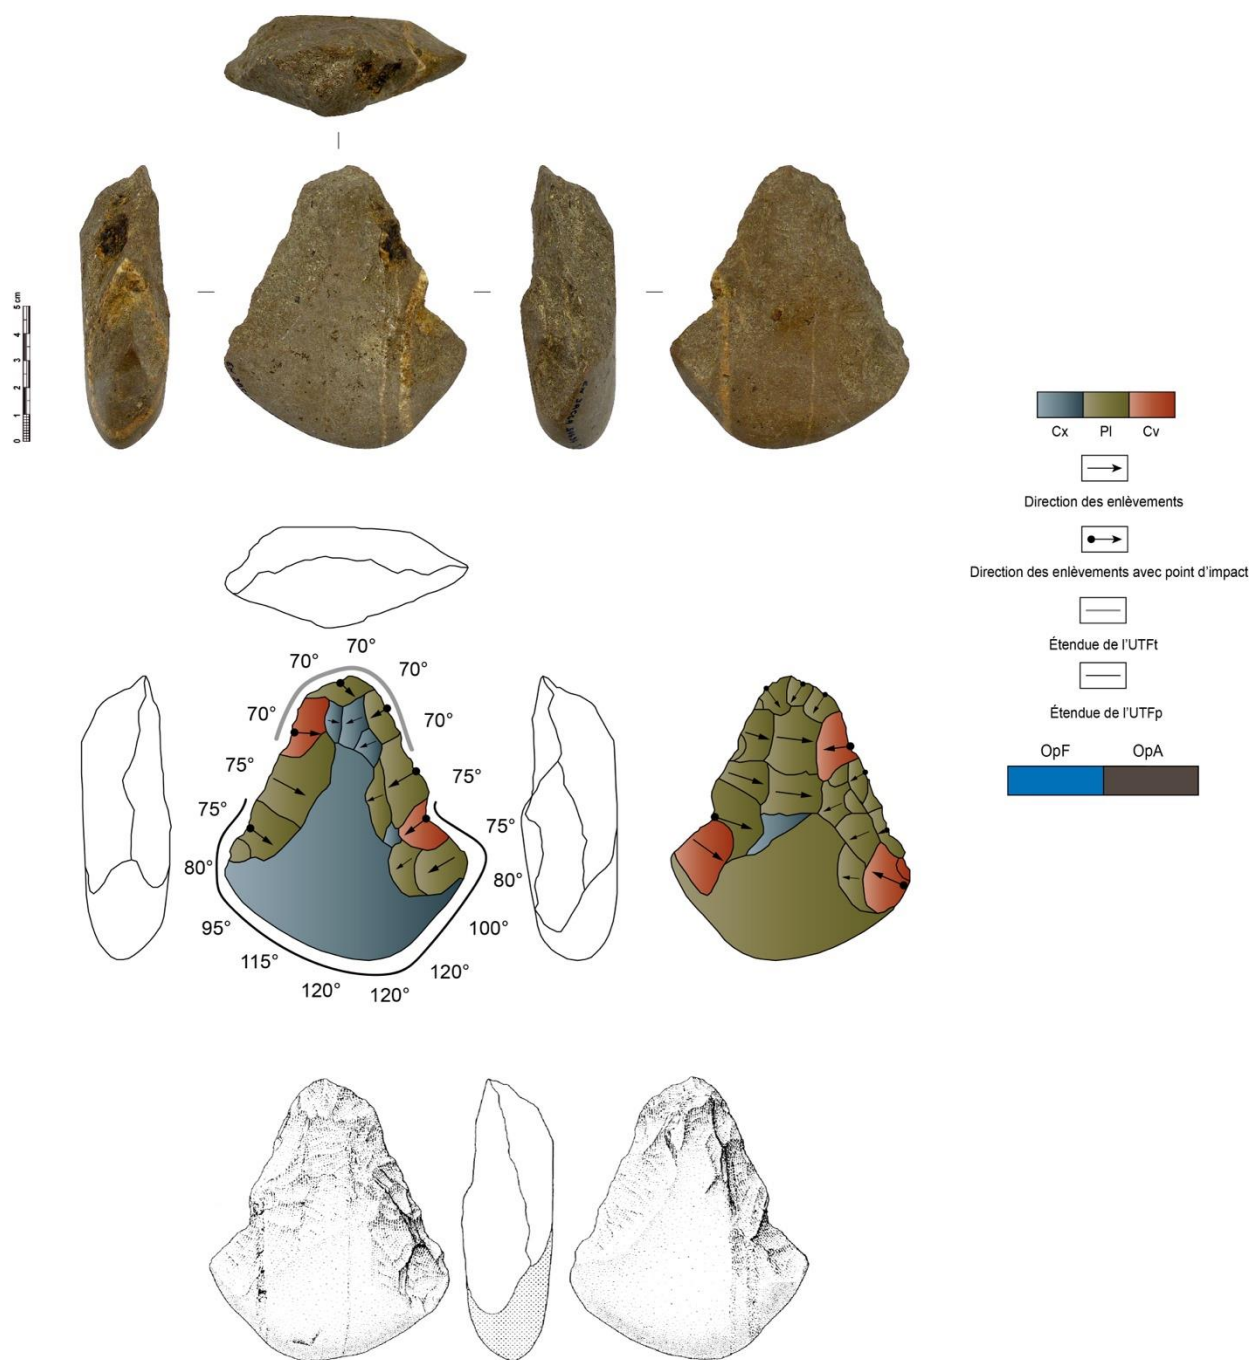 5 cm
4
3
2
1
0
Cx Pl Cv
Direction des enlèvements
Direction des enlèvements avec point d'impact
Étendue de l'UTFt
Étendue de l'UTFp
OpF OpA
70°
70° 70°
70° 70°
75° 75°
75° 75°
80° 80°
95° 100°
115° 120°
120° 120°